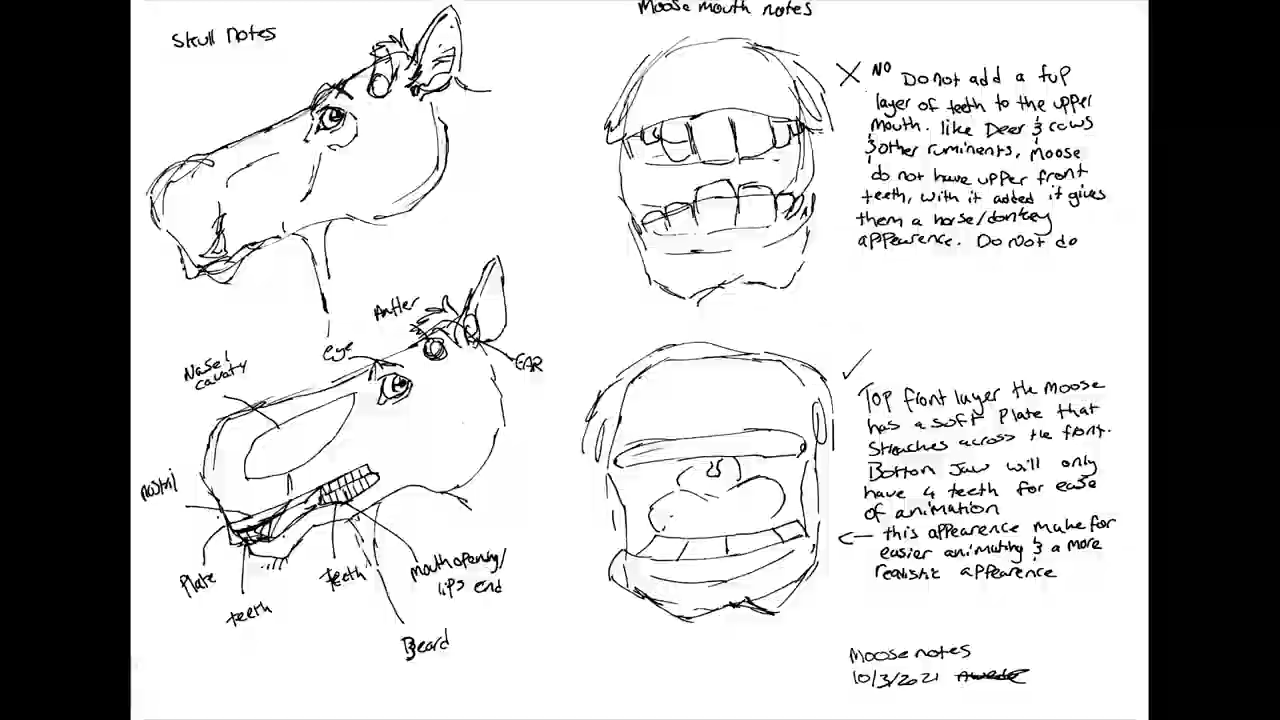 Skull notes
Moose mouth notes
X NO Do not add a top
layer of teeth to the upper
mouth. like Deer & cows
& other ruminents, Moose
do not have upper front
teeth, with it added it gives
them a horse/donkey
appearence. Do Not do
Antler
eye
EAR
Nasal
cavaty
Nostril
Plate
teeth
Teeth
Mouth opening/
lips end
Beard
Top front layer the moose
has a soft Plate that
Streaches across the front.
Bottom Jaw will only
have 4 teeth for ease
of animation
this appearence make for
easier animating & a more
realistic appearence
Moose notes
10/3/2021